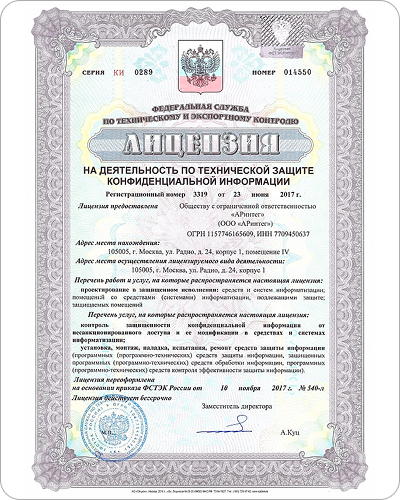 СЕРИЯ КИ 0289 НОМЕР 014550
ФЕДЕРАЛЬНАЯ СЛУЖБА
ПО ТЕХНИЧЕСКОМУ И ЭКСПОРТНОМУ КОНТРОЛЮ
ЛИЦЕНЗИЯ
НА ДЕЯТЕЛЬНОСТЬ ПО ТЕХНИЧЕСКОЙ ЗАЩИТЕ
КОНФИДЕНЦИАЛЬНОЙ ИНФОРМАЦИИ
Регистрационный номер 3319 от 23 июня 2017 г.
Лицензия предоставлена Обществу с ограниченной ответственностью
«АРинтег»
(ООО «АРинтег»)
ОГРН 1157746165609, ИНН 7709450637
Адрес места нахождения:
105005, г. Москва, ул. Радио, д. 24, корпус 1, помещение IV
Адрес места осуществления лицензируемого вида деятельности:
105005, г. Москва, ул. Радио, д. 24, корпус 1
Перечень работ и услуг, на которые распространяется настоящая лицензия:
проектирование в защищенном исполнении: средств и систем информатизации;
помещений со средствами (системами) информатизации, подлежащими защите;
защищаемых помещений
Перечень услуг, на которые распространяется настоящая лицензия:
контроль защищенности конфиденциальной информации от
несанкционированного доступа и ее модификации в средствах и системах
информатизации;
установка, монтаж, наладка, испытания, ремонт средств защиты информации
(программных (программно-технических) средств защиты информации, защищенных
программных (программно-технических) средств обработки информации, программных
(программно-технических) средств контроля эффективности защиты информации).
Лицензия переоформлена
на основании приказа ФСТЭК России от 10 ноября 2017 г. № 540-л
Лицензия действует бессрочно
Заместитель директора
М.П.
А.Куц